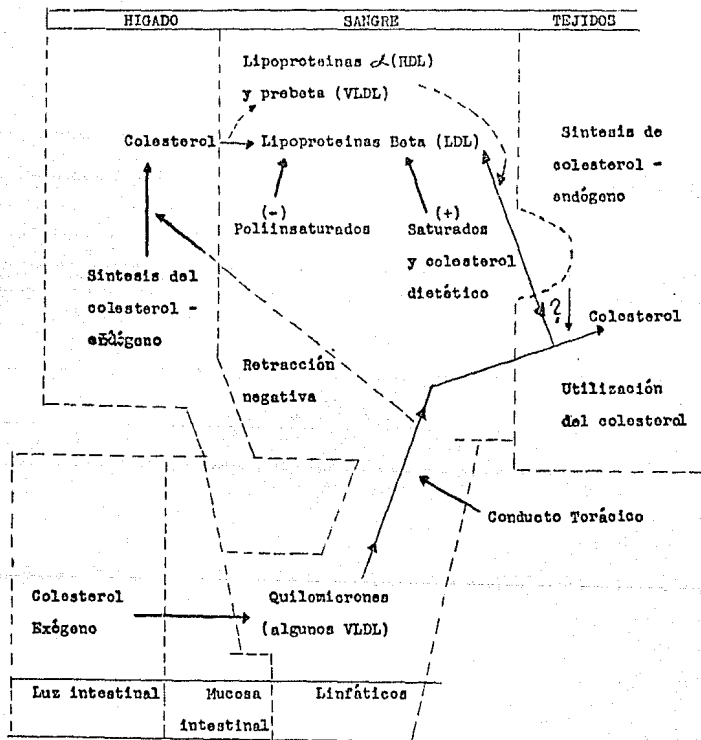 HIGADO
SANGRE
TEJIDOS
Lipoproteinas α(HDL)
y prebeta (VLDL)
Colesterol
Lipoproteinas Beta (LDL)
Síntesis de
colesterol -
endógeno
(-)
Poliinsaturados
(+)
Saturados
y colesterol
dietético
Síntesis del
colesterol -
endógeno
?
Colesterol
Retracción
negativa
Utilización
del colesterol
Conducto Torácico
Colesterol
Exógeno
Quilomicrones
(algunos VLDL)
Luz intestinal
Mucosa
intestinal
Linfáticos